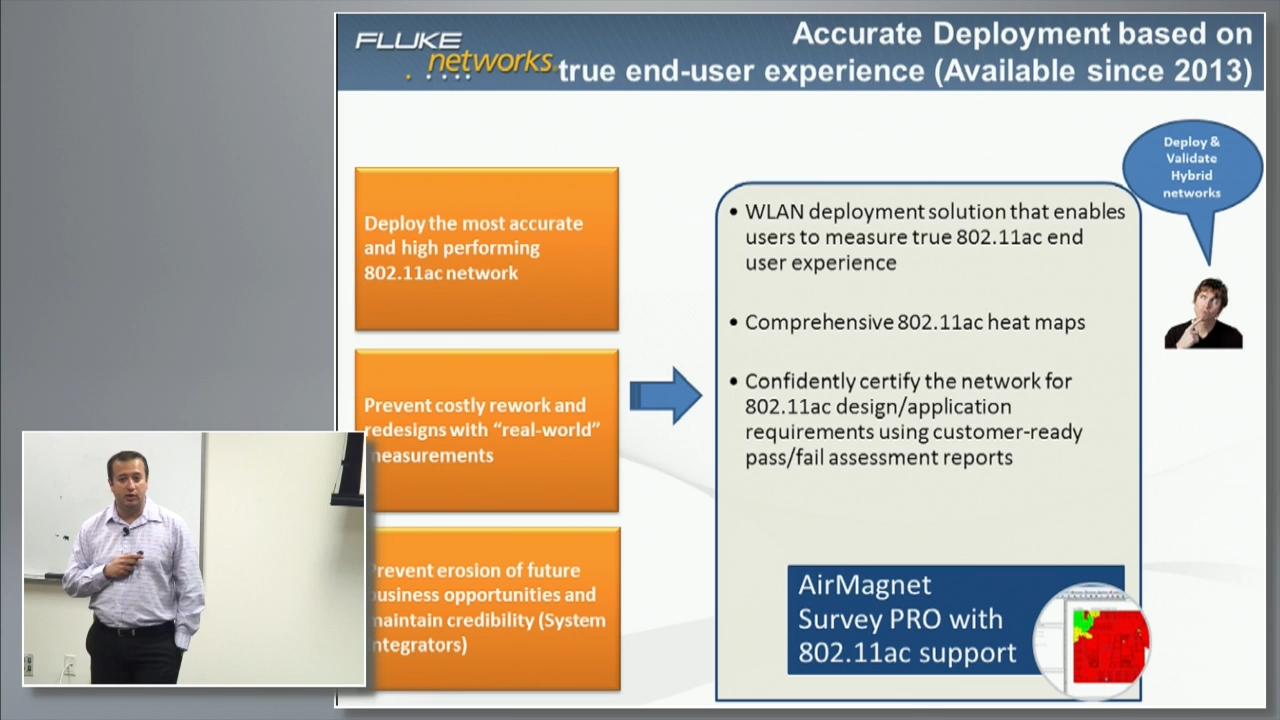 FLUKE
networks
Accurate Deployment based on
true end-user experience (Available since 2013)
Deploy &
Validate
Hybrid
networks
Deploy the most accurate
and high performing
802.11ac network
Prevent costly rework and
redesigns with “real-world”
measurements
Prevent erosion of future
business opportunities and
maintain credibility (System
Integrators)
• WLAN deployment solution that enables
users to measure true 802.11ac end
user experience
• Comprehensive 802.11ac heat maps
• Confidently certify the network for
802.11ac design/application
requirements using customer-ready
pass/fail assessment reports
AirMagnet
Survey PRO with
802.11ac support